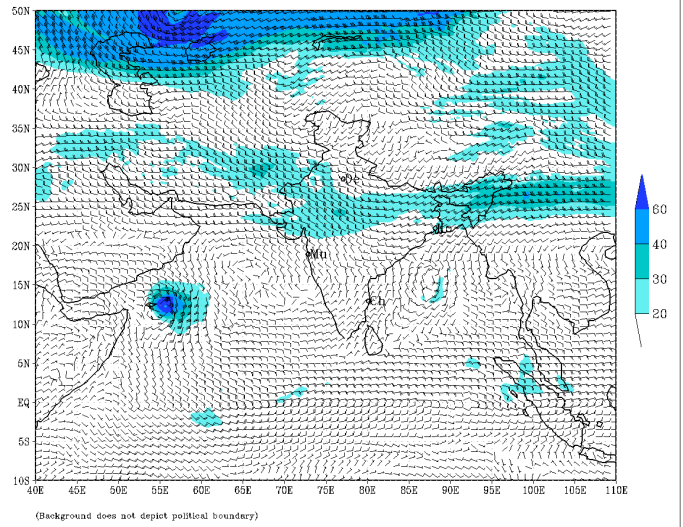 50N
45N
40N
35N
30N
25N
20N
15N
10N
5N
EQ
5S
10S
40E 45E 50E 55E 60E 65E 70E 75E 80E 85E 90E 95E 100E 105E 110E
De
Mu
Ch
60
40
30
20
(Background does not depict political boundary)